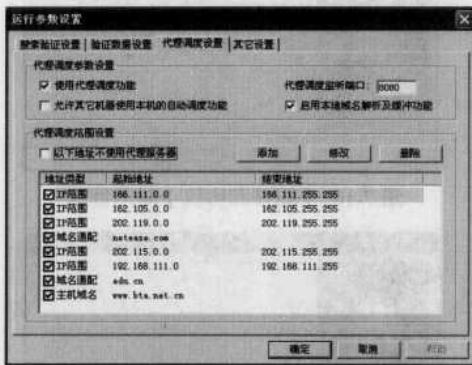 运行参数设置
搜索验证设置 验证数据设置 代理调度设置 其它设置
代理调度参数设置
使用代理调度功能 代理调度监听端口: 8080
允许其它机器使用本机的自动调度功能 启用本地域名解析及缓冲功能
代理调度范围设置
以下地址不使用代理服务器 添加 修改 删除
地址类型 起始地址 结束地址
IP范围 166.111.0.0 166.111.255.255
IP范围 162.105.0.0 162.105.255.255
IP范围 202.119.0.0 202.119.255.255
域名通配 netease.com
IP范围 202.115.0.0 202.115.255.255
IP范围 192.168.111.0 192.168.111.255
域名通配 edu.cn
主机域名 www.bta.net.cn
确定 取消 帮助